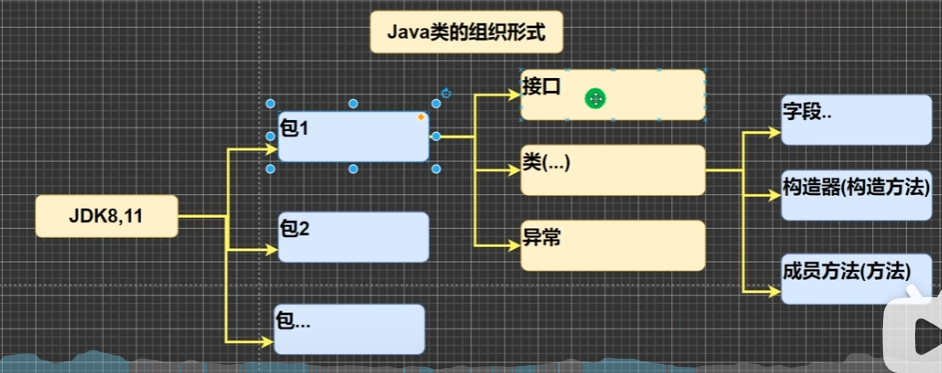 Java类的组织形式
接口
包1
字段..
类(...)
构造器(构造方法)
JDK8,11
包2
异常
成员方法(方法)
包...